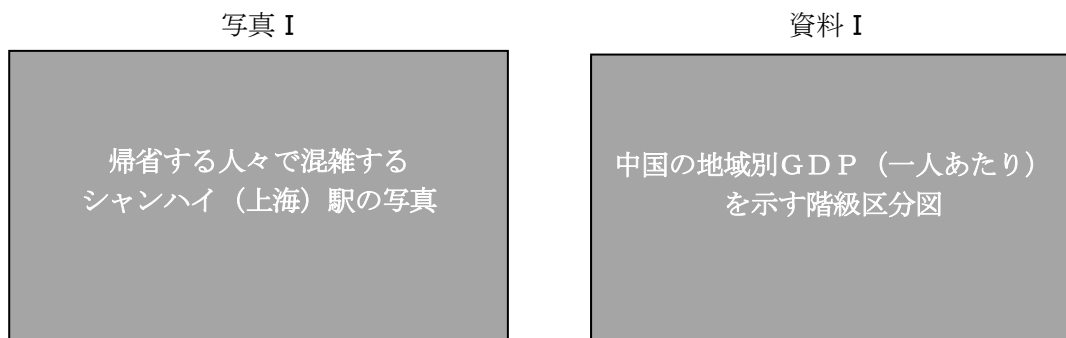 写真Ⅰ
資料Ⅰ
帰省する人々で混雑する
シャンハイ（上海）駅の写真
中国の地域別ＧＤＰ（一人あたり）
を示す階級区分図